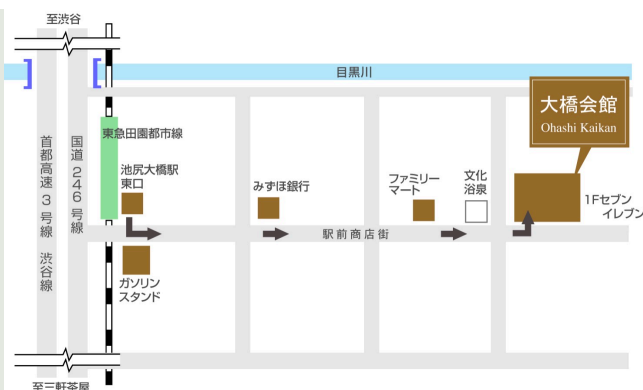 至渋谷
目黒川
大橋会館
Ohashi Kaikan
東急田園都市線
首都高速3号線 渋谷線
国道246号線
池尻大橋駅
東口
みずほ銀行
ファミリー
マート
文化
浴泉
1Fセブン
イレブン
駅前商店街
ガソリン
スタンド
至三軒茶屋